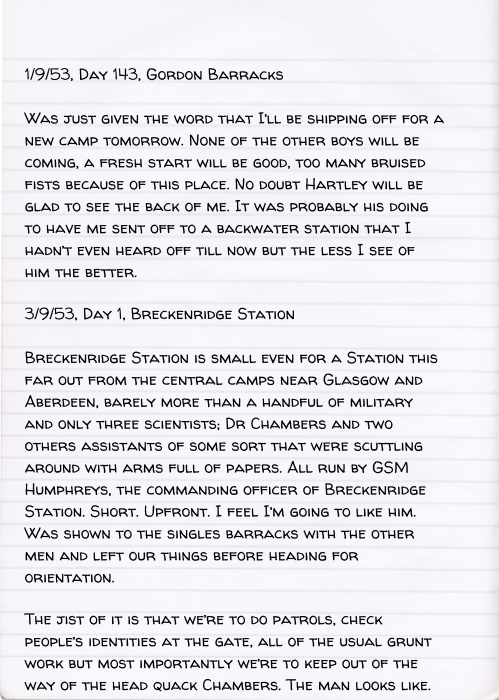 1/9/53, Day 143, Gordon Barracks
Was just given the word that I'll be shipping off for a
new camp tomorrow. None of the other boys will be
coming, a fresh start will be good, too many bruised
fists because of this place. No doubt Hartley will be
glad to see the back of me. It was probably his doing
to have me sent off to a backwater station that I
hadn't even heard off till now but the less I see of
him the better.
3/9/53, Day 1, Breckenridge Station
Breckenridge Station is small even for a Station this
far out from the central camps near Glasgow and
Aberdeen, barely more than a handful of military
and only three scientists; Dr Chambers and two
others assistants of some sort that were scuttling
around with arms full of papers. All run by GSM
Humphreys, the commanding officer of Breckenridge
Station. Short. Upfront. I feel I'm going to like him.
Was shown to the singles barracks with the other
men and left our things before heading for
orientation.
The jist of it is that we're to do patrols, check
people's identities at the gate, all of the usual grunt
work but most importantly we're to keep out of the
way of the head quack Chambers. The man looks like.